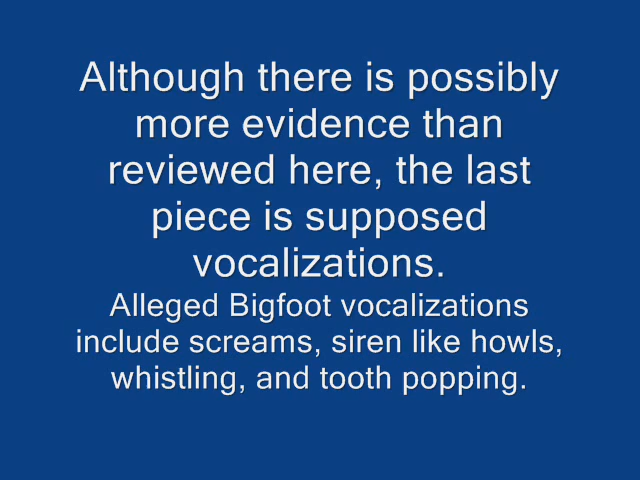 Although there is possibly
more evidence than
reviewed here, the last
piece is supposed
vocalizations.
Alleged Bigfoot vocalizations
include screams, siren like howls,
whistling, and tooth popping.